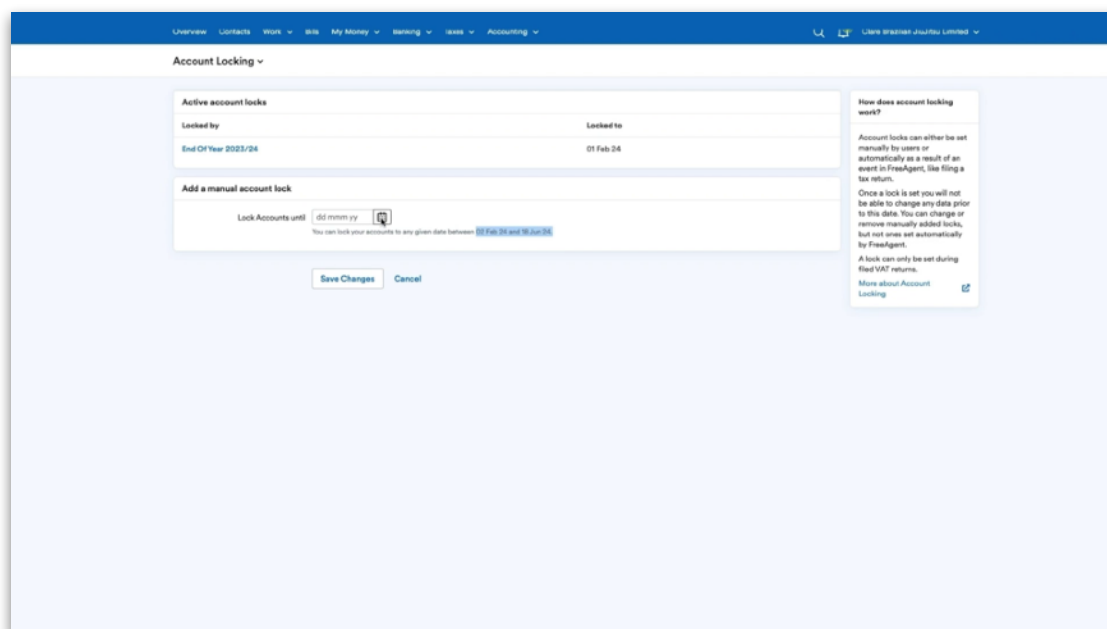 Overview Contacts Work Bills My Money Banking Taxes Accounting
Clare Brazilian JiuJitsu Limited
Account Locking
Active account locks
Locked by Locked to
End Of Year 2023/24 01 Feb 24
Add a manual account lock
Lock Accounts until dd mmm yy
You can lock your accounts to any given date between 02 Feb 24 and 18 Jun 24.
Save Changes Cancel
How does account locking
work?
Account locks can either be set
manually by users or
automatically as a result of an
event in FreeAgent, like filing a
tax return.
Once a lock is set you will not
be able to change any data prior
to this date. You can change or
remove manually added locks,
but not ones set automatically
by FreeAgent.
A lock can only be set during
filed VAT returns.
More about Account
Locking